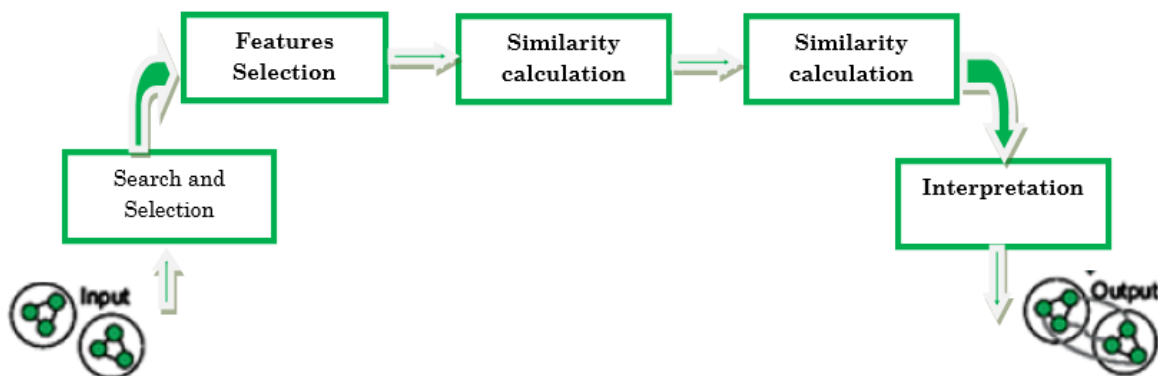 Features
Selection
Similarity
calculation
Similarity
calculation
Search and
Selection
Interpretation
Input
Output